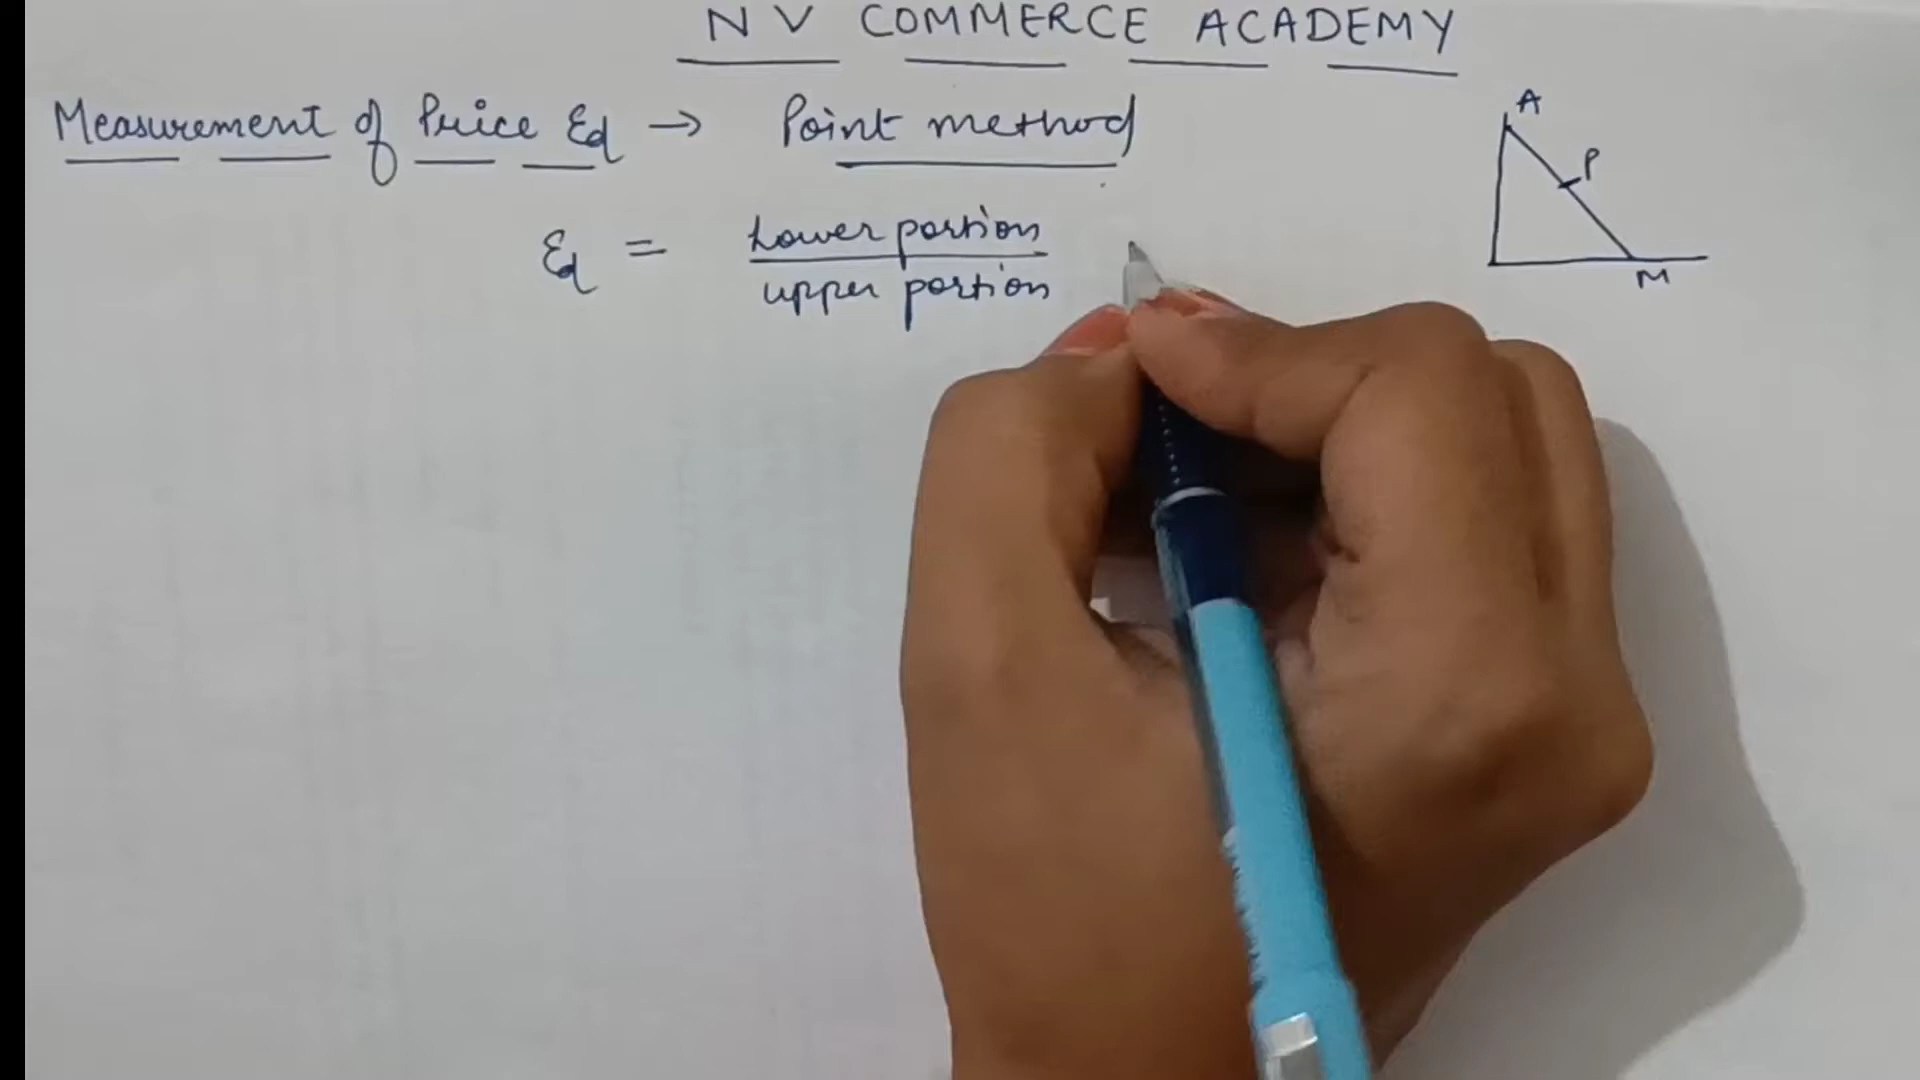 N V COMMERCE ACADEMY
Measurement of Price Ed → Point method
Ed = Lower portion
upper portion
A
P
M